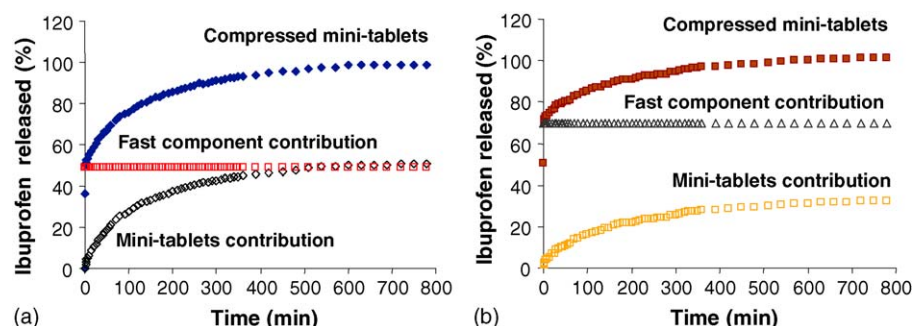 120
100
80
60
40
20
0
Ibuprofen released (%)
Compressed mini-tablets
Fast component contribution
Mini-tablets contribution
0 100 200 300 400 500 600 700 800
Time (min)
(a)
120
100
80
60
40
20
0
Ibuprofen released (%)
Compressed mini-tablets
Fast component contribution
Mini-tablets contribution
0 100 200 300 400 500 600 700 800
Time (min)
(b)